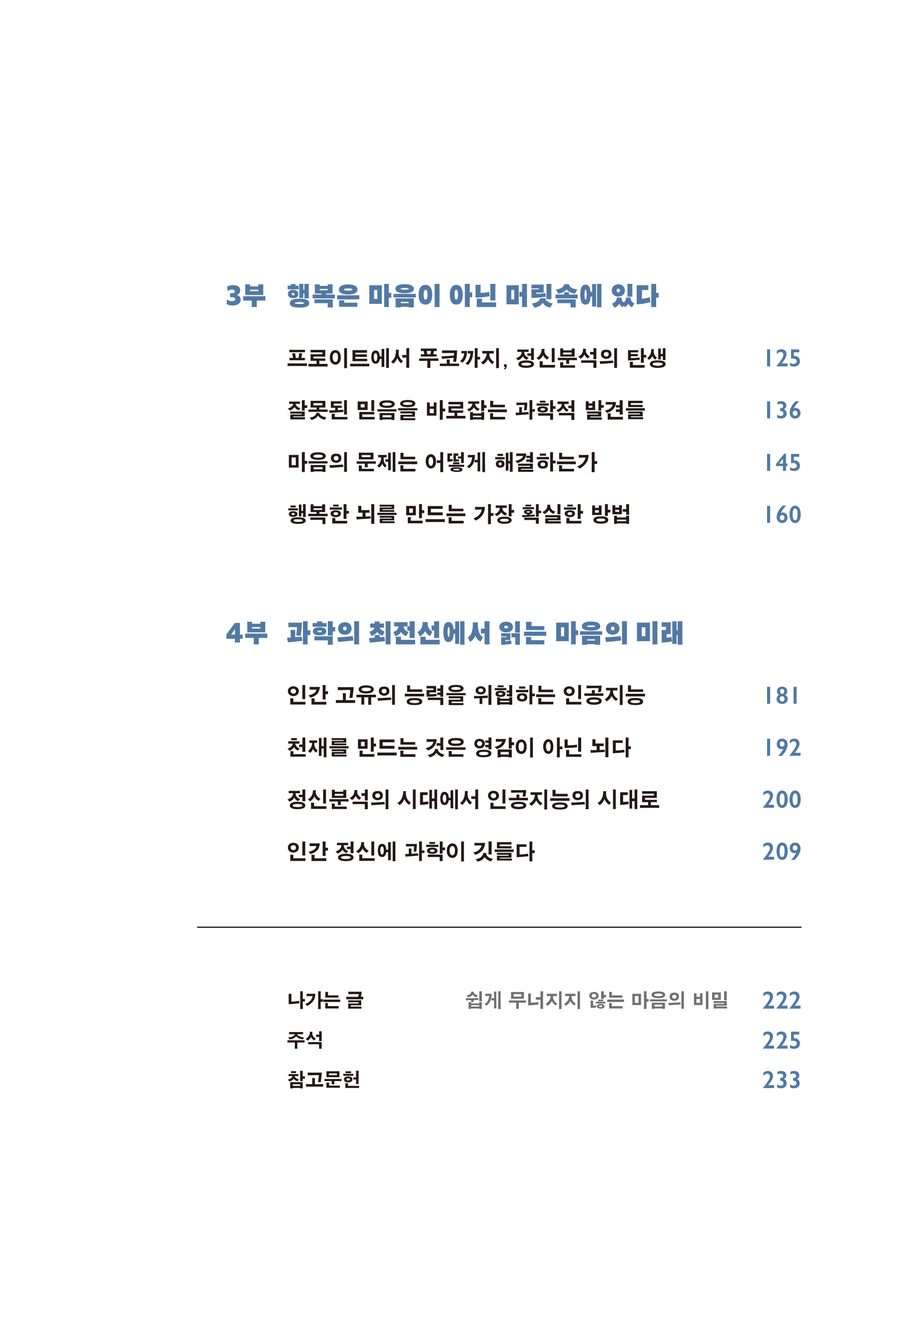 3부 행복은 마음이 아닌 머릿속에 있다
프로이트에서 푸코까지, 정신분석의 탄생 125
잘못된 믿음을 바로잡는 과학적 발견들 136
마음의 문제는 어떻게 해결하는가 145
행복한 뇌를 만드는 가장 확실한 방법 160
4부 과학의 최전선에서 읽는 마음의 미래
인간 고유의 능력을 위협하는 인공지능 181
천재를 만드는 것은 영감이 아닌 뇌다 192
정신분석의 시대에서 인공지능의 시대로 200
인간 정신에 과학이 깃들다 209
나가는 글 쉽게 무너지지 않는 마음의 비밀 222
주석 225
참고문헌 233